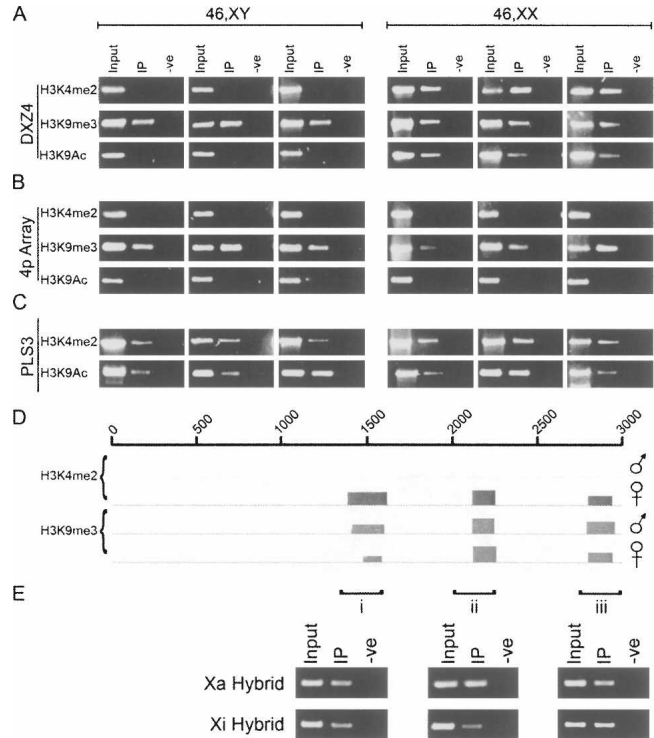 A
46,XY
46,XX
Input IP -ve Input IP -ve Input IP -ve Input IP -ve Input IP -ve Input IP -ve
DXZ4
H3K4me2
H3K9me3
H3K9Ac
B
4p Array
H3K4me2
H3K9me3
H3K9Ac
C
PLS3
H3K4me2
H3K9Ac
D
0 500 1000 1500 2000 2500 3000
H3K4me2
♂
♀
H3K9me3
♂
♀
E
i ii iii
Input IP -ve Input IP -ve Input IP -ve
Xa Hybrid
Xi Hybrid